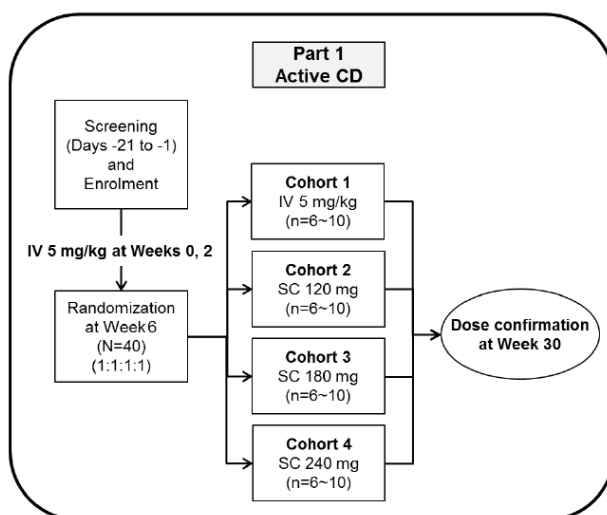 Part 1
Active CD
Screening
(Days -21 to -1)
and
Enrolment
IV 5 mg/kg at Weeks 0, 2
Randomization
at Week 6
(N=40)
(1:1:1:1)
Cohort 1
IV 5 mg/kg
(n=6~10)
Cohort 2
SC 120 mg
(n=6~10)
Cohort 3
SC 180 mg
(n=6~10)
Cohort 4
SC 240 mg
(n=6~10)
Dose confirmation
at Week 30